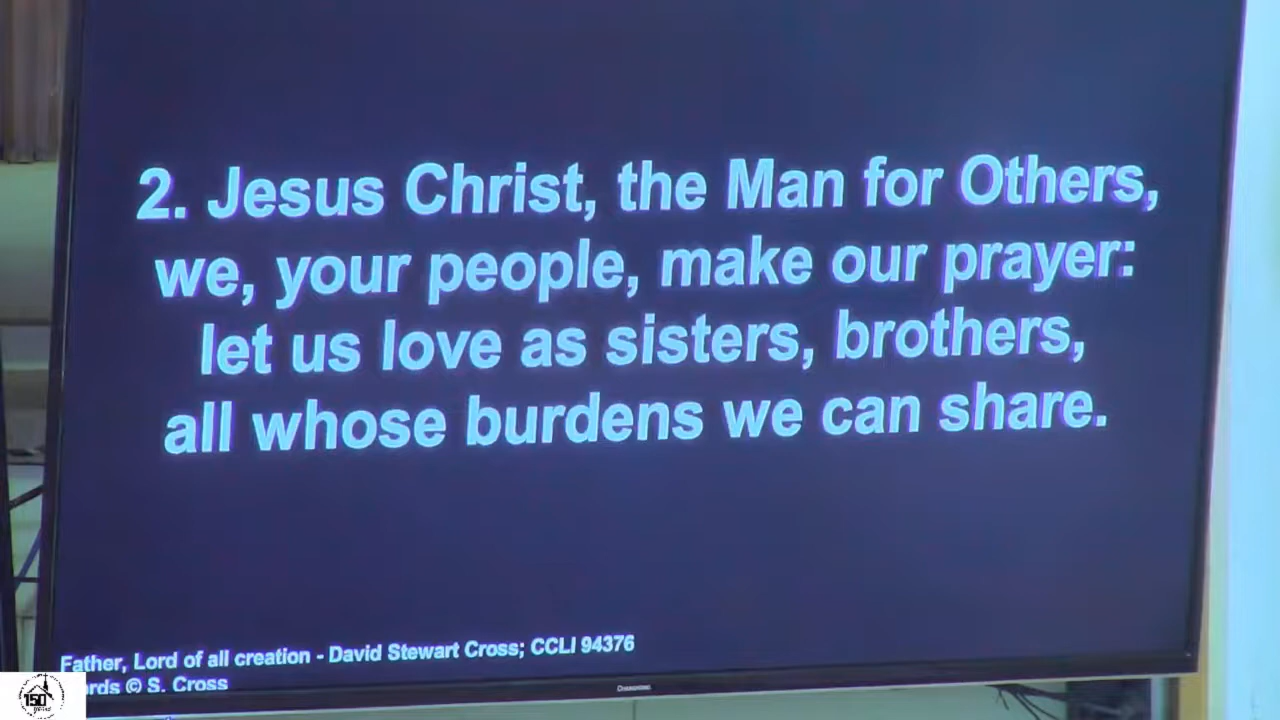 2. Jesus Christ, the Man for Others,
we, your people, make our prayer:
let us love as sisters, brothers,
all whose burdens we can share.
Father, Lord of all creation - David Stewart Cross; CCLI 94376
© S. Cross
150